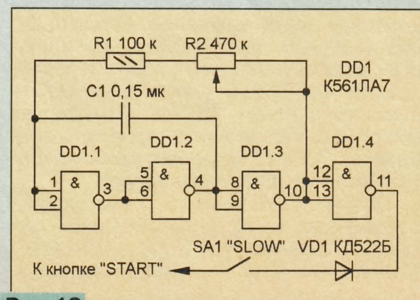 R1 100 к
R2 470 к
DD1
К561ЛА7
C1 0,15 мк
DD1.1
DD1.2
DD1.3
DD1.4
1
2
&
3
5
6
&
4
8
9
&
10
12
13
&
11
SA1 "SLOW"
VD1 КД522Б
К кнопке "START"